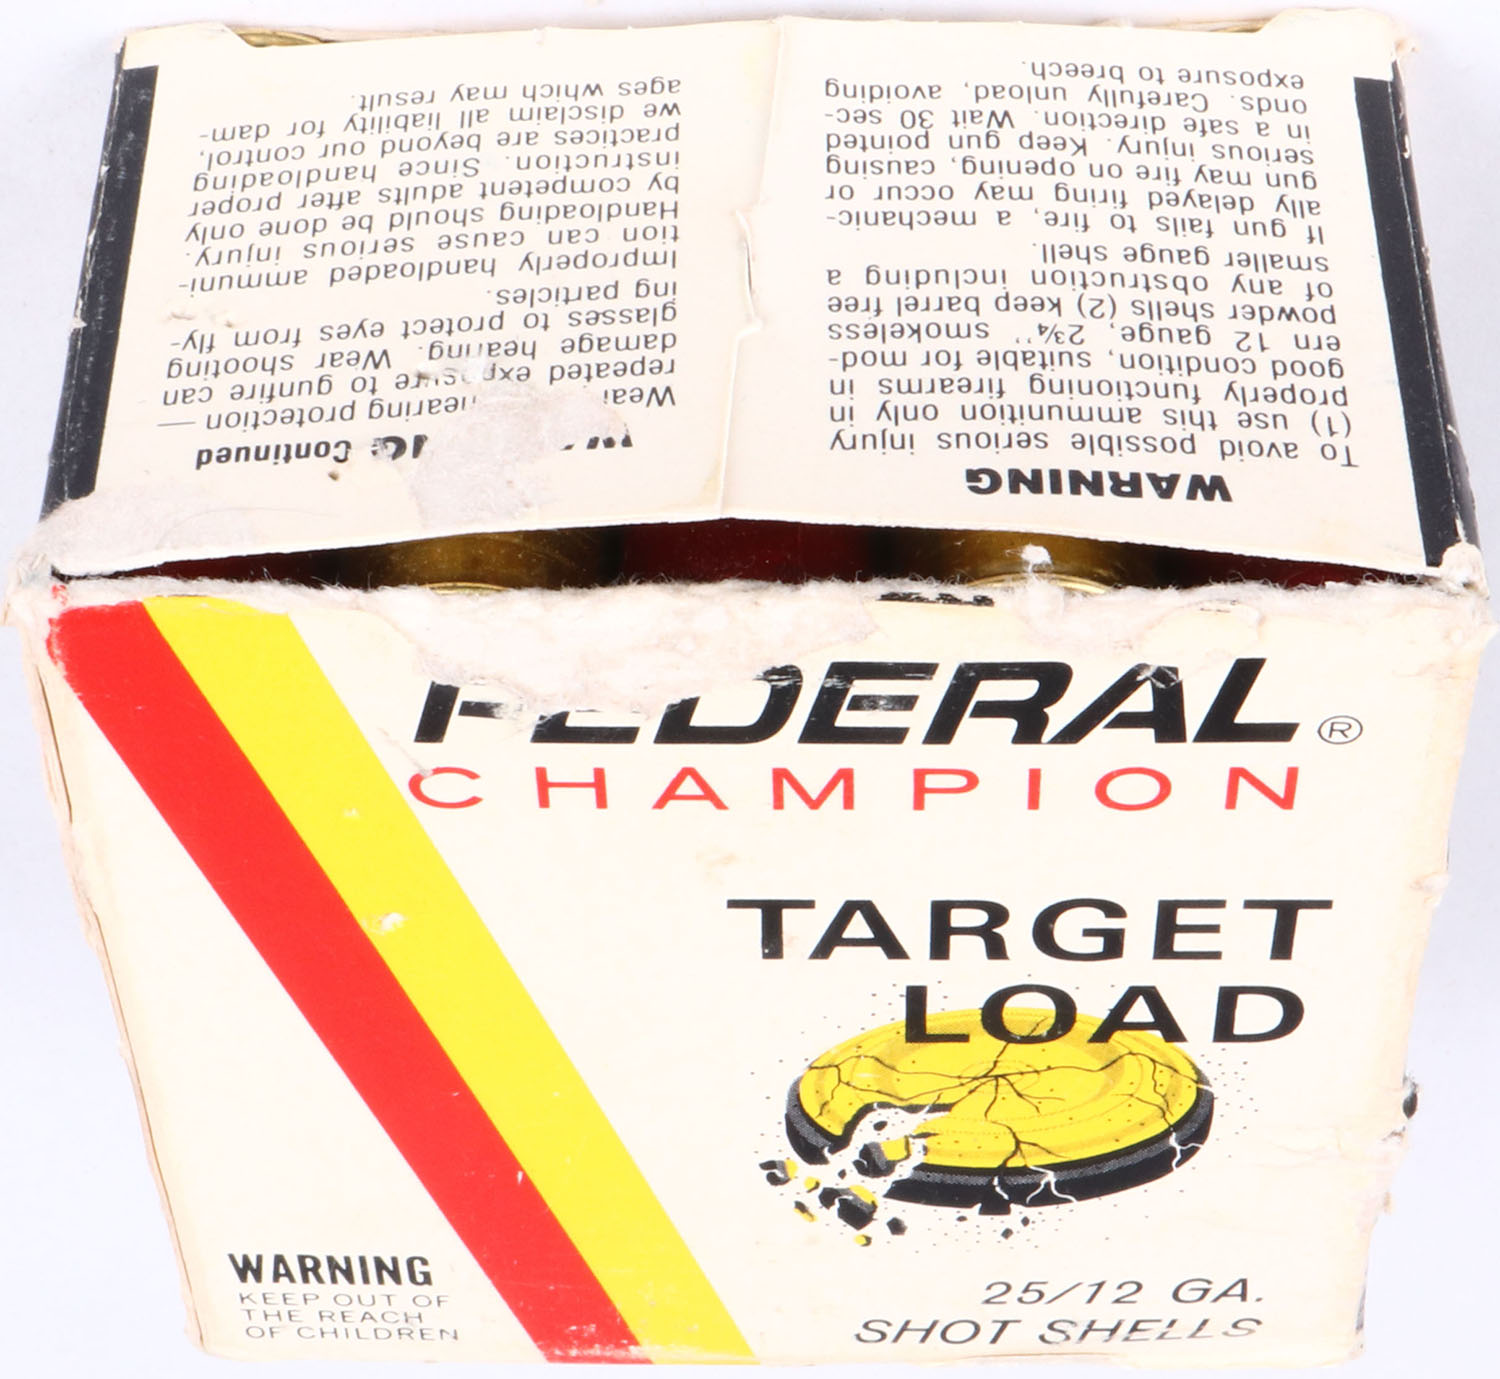 WARNING
To avoid possible serious injury
(1) use this ammunition only in
properly functioning firearms in
good condition, suitable for mod-
ern 12 gauge, 2¾'' smokeless
powder shells (2) keep barrel free
of any obstruction including a
smaller gauge shell.
If gun fails to fire, a mechanic-
ally delayed firing may occur or
gun may fire on opening, causing
serious injury. Keep gun pointed
in a safe direction. Wait 30 sec-
onds. Carefully unload, avoiding
exposure to breech.
Continued
protection —
repeated exposure to gunfire can
damage hearing. Wear shooting
glasses to protect eyes from fly-
ing particles.
Improperly handloaded ammuni-
tion can cause serious injury.
Handloading should be done only
by competent adults after proper
instruction. Since handloading
practices are beyond our control,
we disclaim all liability for dam-
ages which may result.
FEDERAL®
CHAMPION
TARGET
LOAD
25/12 GA.
SHOT SHELLS
WARNING
KEEP OUT OF
THE REACH
OF CHILDREN